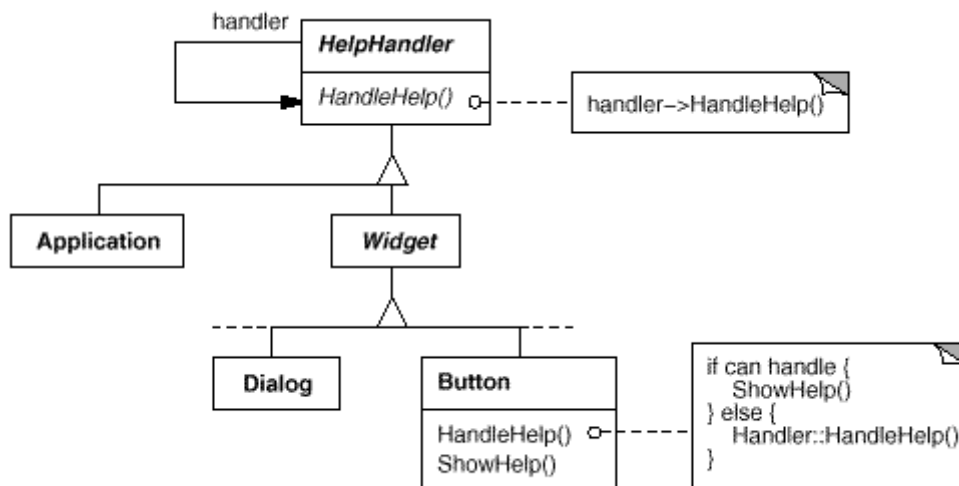 handler
HelpHandler
HandleHelp()
handler->HandleHelp()
Application
Widget
Dialog
Button
HandleHelp()
ShowHelp()
if can handle {
ShowHelp()
} else {
Handler::HandleHelp()
}